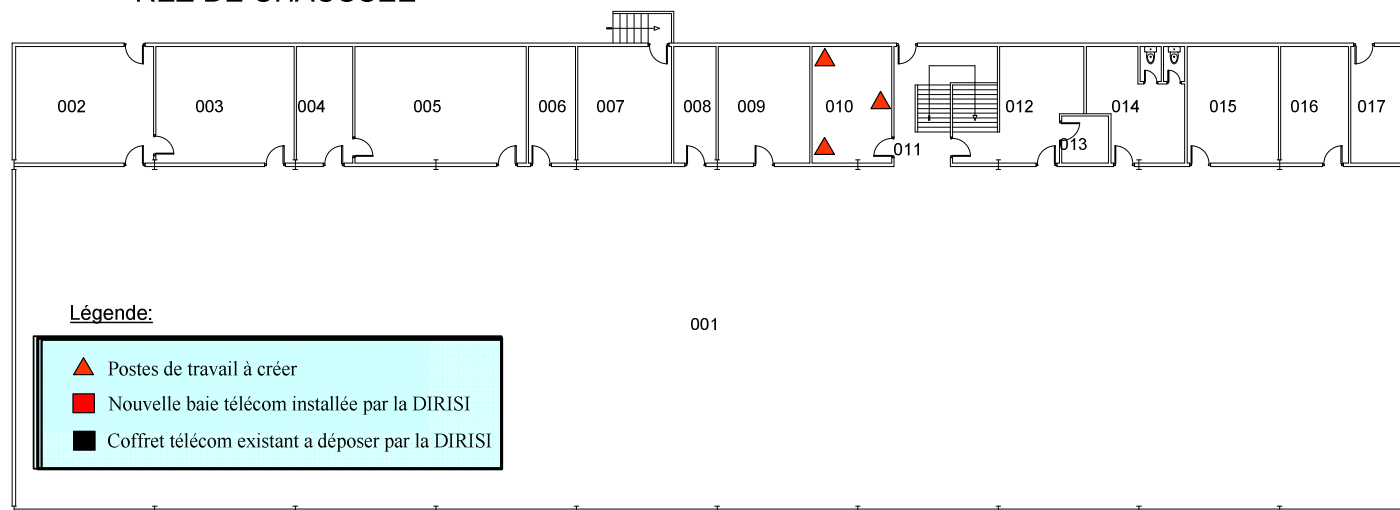 002 003 004 005 006 007 008 009 010 011 012 013 014 015 016 017
001
Légende:
Postes de travail à créer
Nouvelle baie télécom installée par la DIRISI
Coffret télécom existant a déposer par la DIRISI